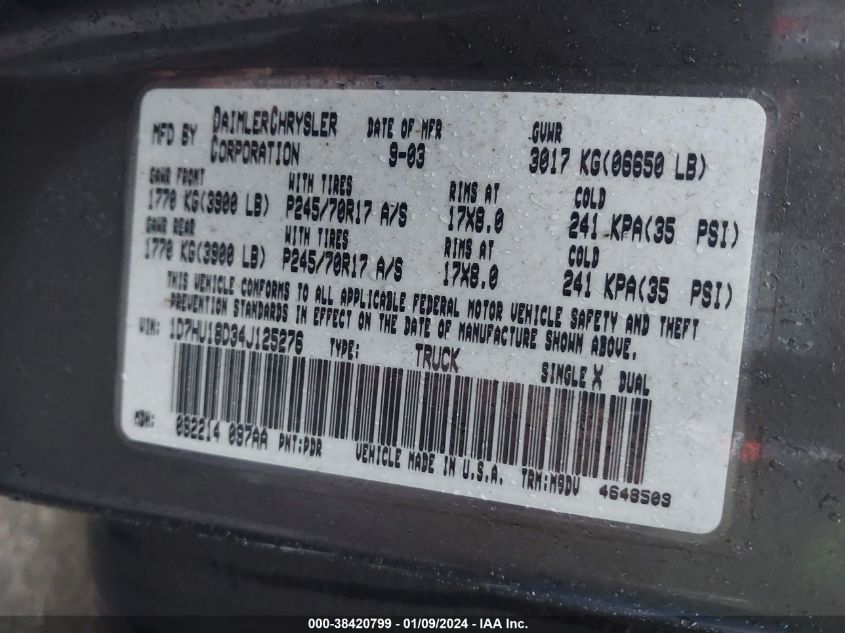 MFD BY DAIMLERCHRYSLER CORPORATION DATE OF MFR 9-03 GVWR 3017 KG(06650 LB)
GAWR FRONT WITH TIRES RIMS AT COLD
1770 KG(3900 LB) P245/70R17 A/S 17X8.0 241 KPA(35 PSI)
GAWR REAR WITH TIRES RIMS AT COLD
1770 KG(3900 LB) P245/70R17 A/S 17X8.0 241 KPA(35 PSI)
THIS VEHICLE CONFORMS TO ALL APPLICABLE FEDERAL MOTOR VEHICLE SAFETY AND THEFT
PREVENTION STANDARDS IN EFFECT ON THE DATE OF MANUFACTURE SHOWN ABOVE.
VIN: 1D7HU18D34J125276 TYPE: TRUCK SINGLE X DUAL
MDH: 092214 097AA PNT:PDR VEHICLE MADE IN U.S.A. TRM:M9DV 4648509
000-38420799 - 01/09/2024 - iaai.com